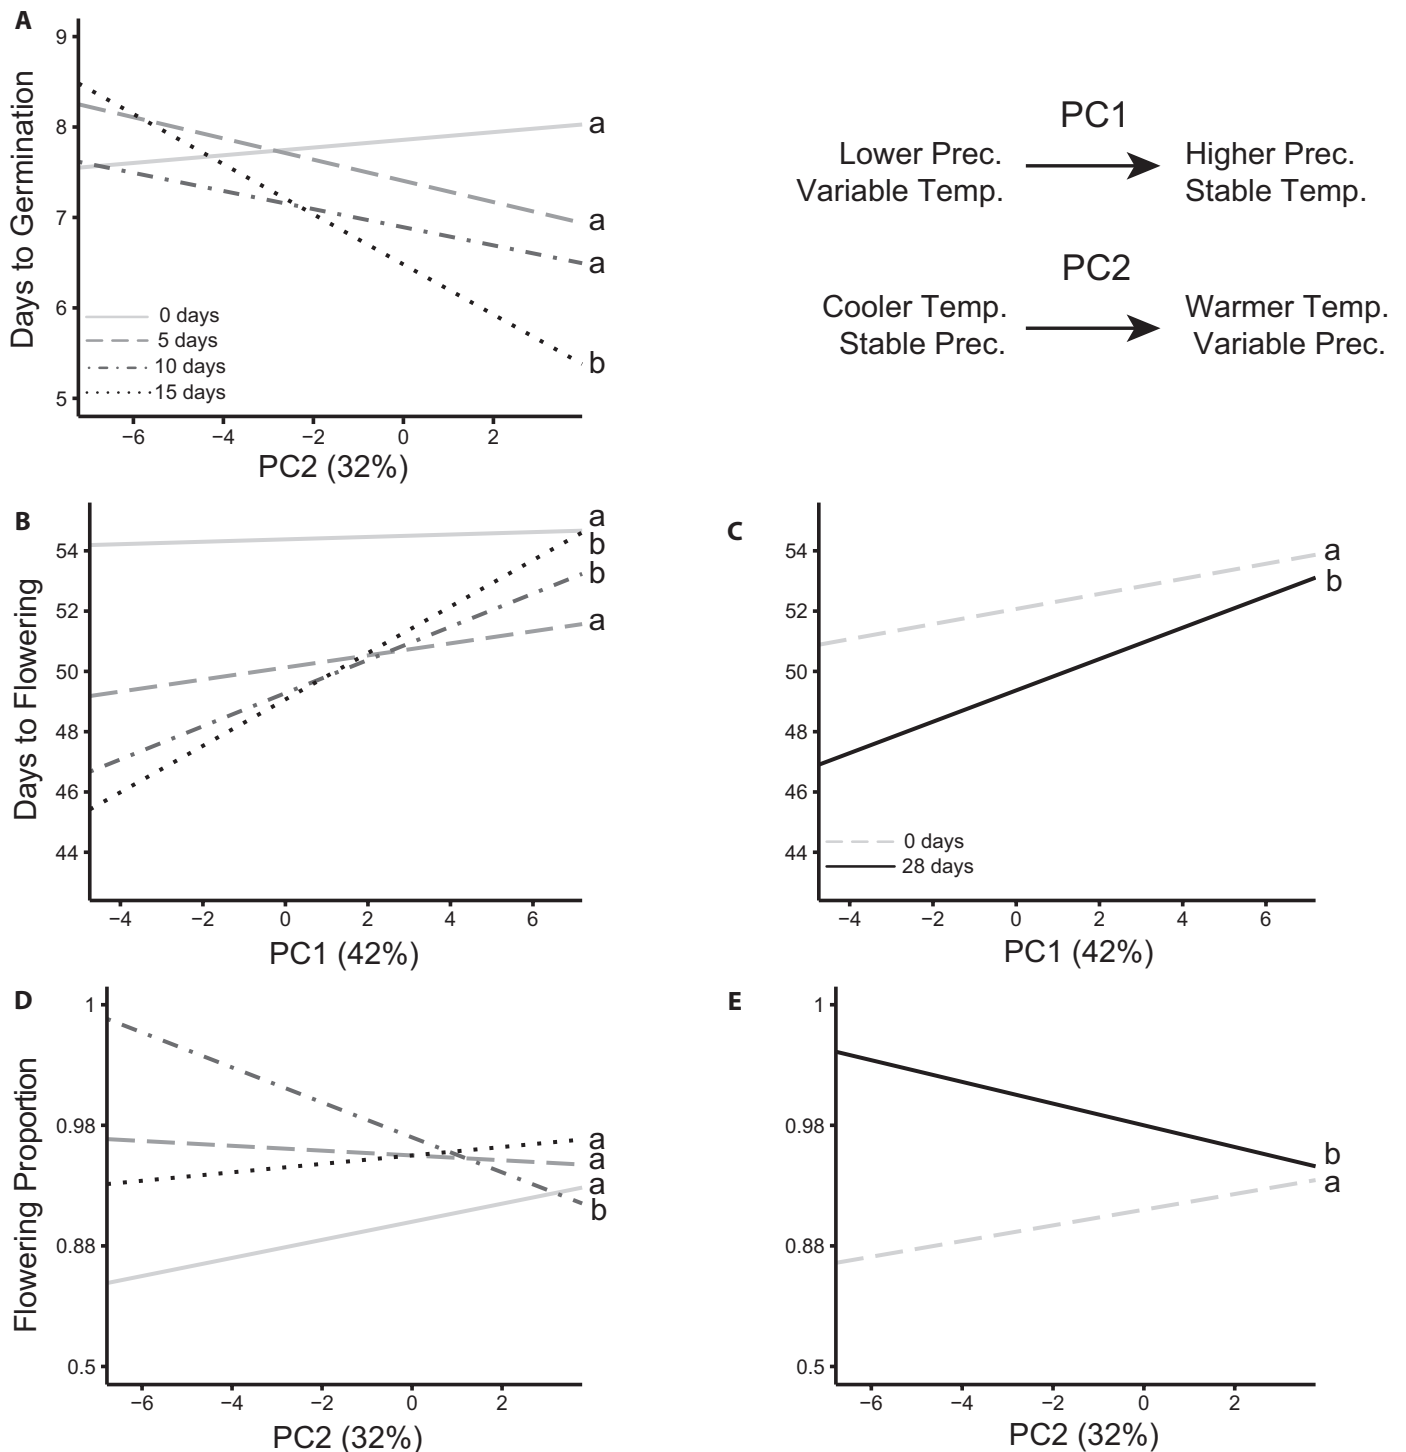 A
9
8
7
6
5
Days to Germination
0 days
5 days
10 days
15 days
a
a
a
b
−6 −4 −2 0 2
PC2 (32%)
PC1
Lower Prec. Higher Prec.
Variable Temp. Stable Temp.
PC2
Cooler Temp. Warmer Temp.
Stable Prec. Variable Prec.
B
54
52
50
48
46
44
Days to Flowering
a
b
b
a
−4 −2 0 2 4 6
PC1 (42%)
C
54
52
50
48
46
44
a
b
0 days
28 days
−4 −2 0 2 4 6
PC1 (42%)
D
1
0.98
0.88
0.5
Flowering Proportion
a
a
a
b
−6 −4 −2 0 2
PC2 (32%)
E
1
0.98
0.88
0.5
b
a
−6 −4 −2 0 2
PC2 (32%)